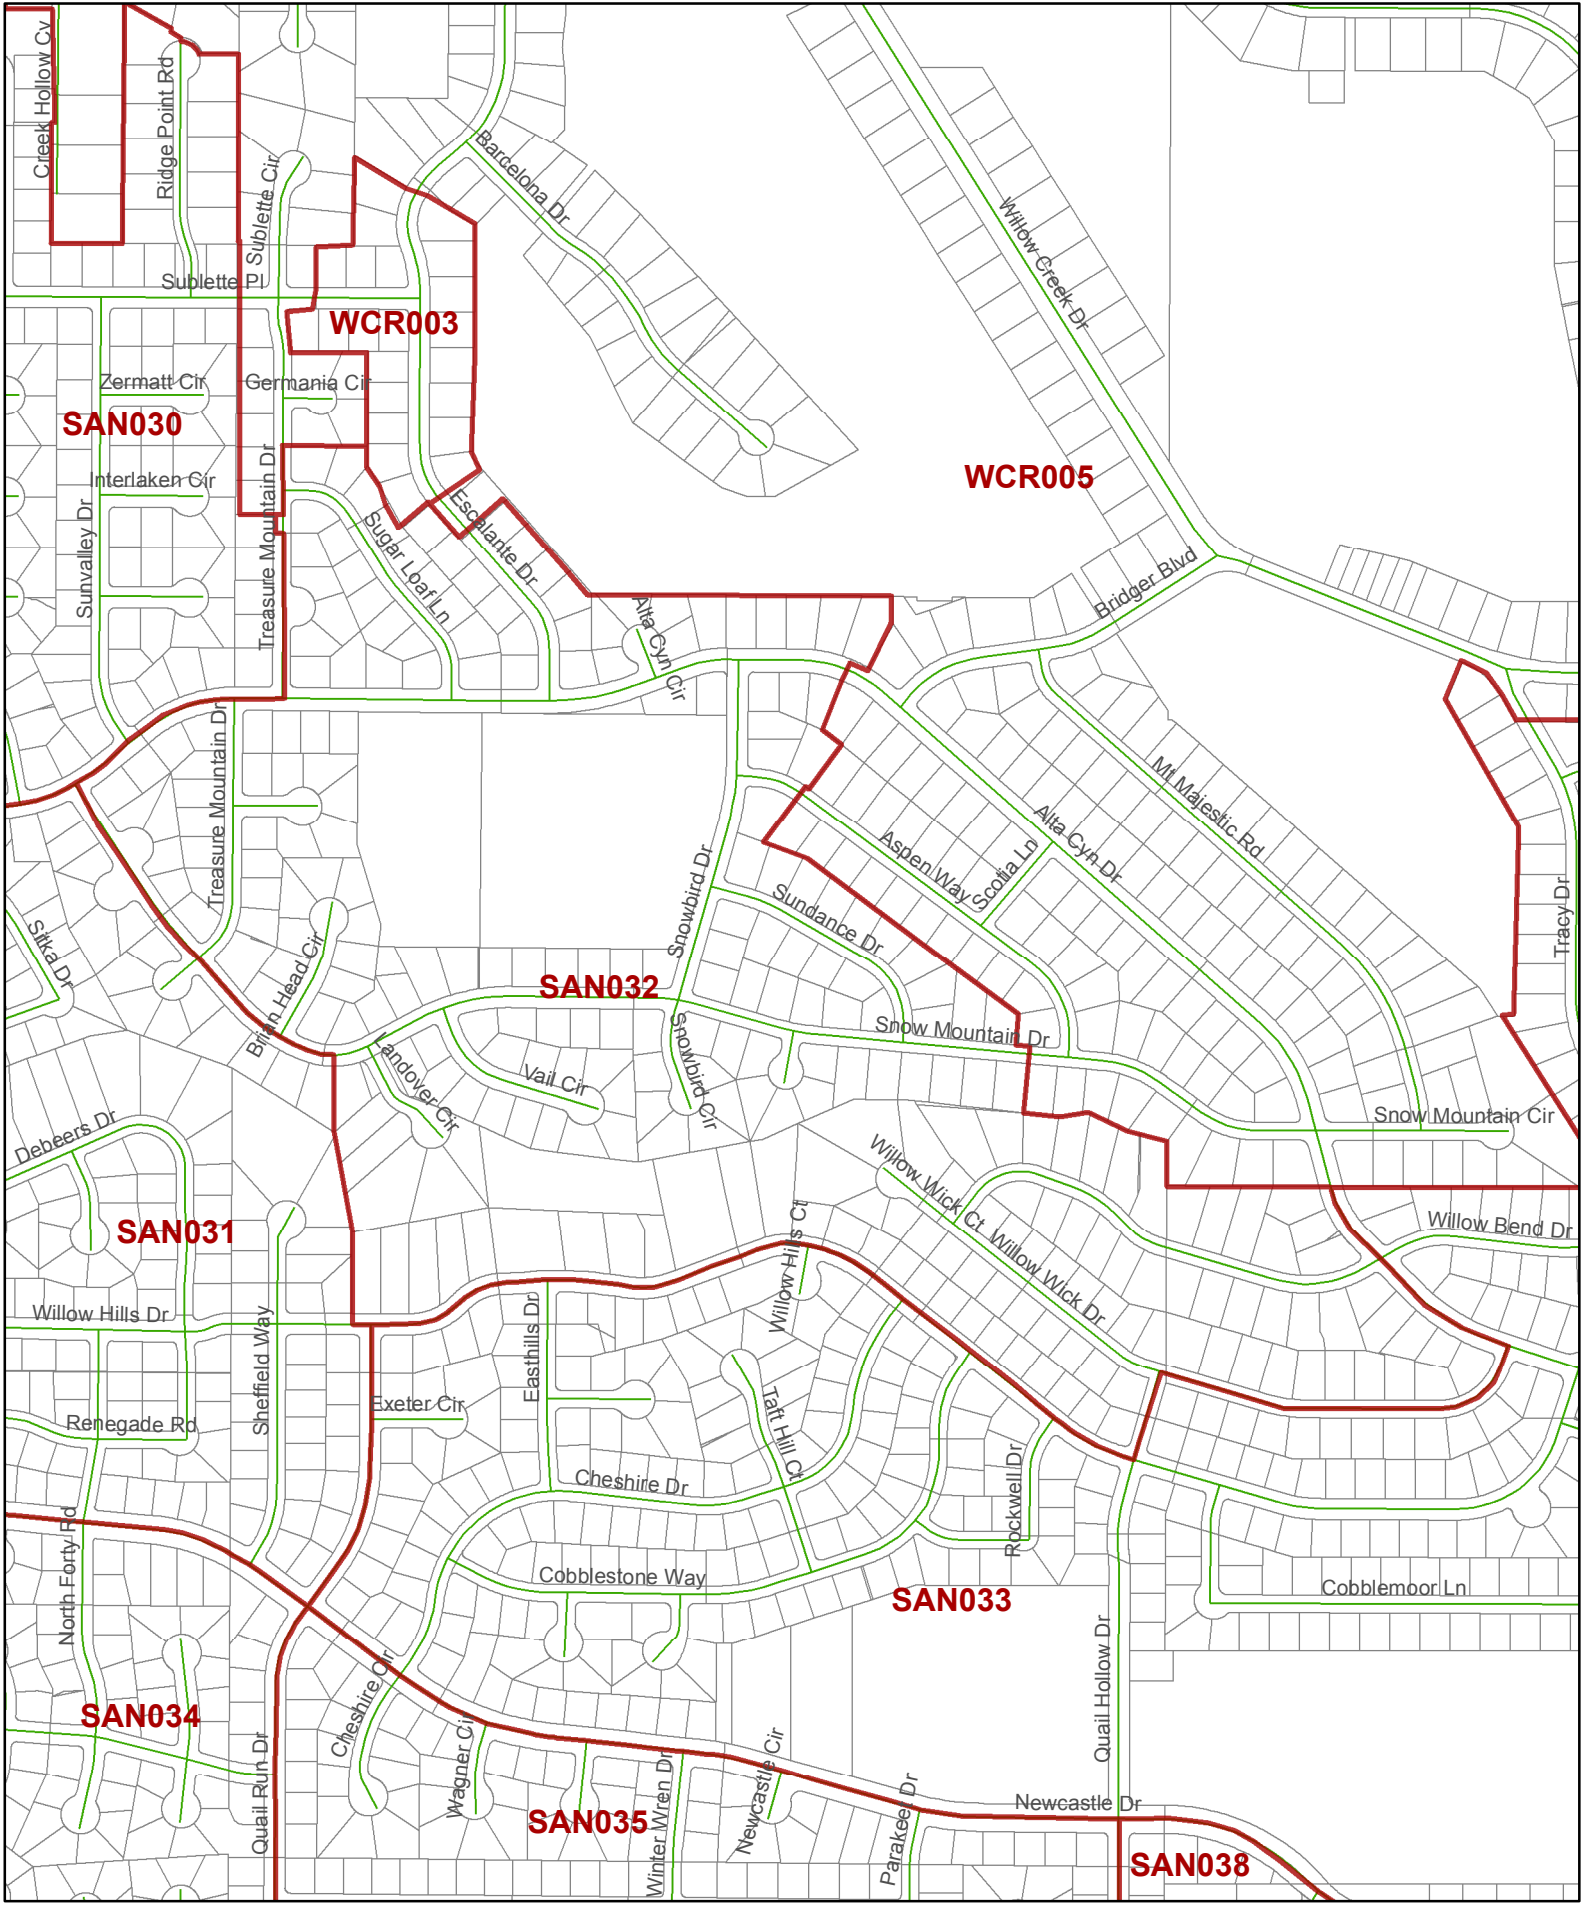 Creek Hollow Cv
Ridge Point Rd
Sublette Cir
Barcelona Dr
Willow Creek Dr
Sublette Pl
WCR003
Zermatt Cir
Germania Cir
SAN030
WCR005
Interlaken Cir
Sunvalley Dr
Treasure Mountain Dr
Sugar Loaf Ln
Escalante Dr
Alta Cyn Cir
Bridger Blvd
Treasure Mountain Dr
Mt Majestic Rd
Alta Cyn Dr
Aspen Way
Scotia Ln
Snowbird Dr
Sundance Dr
Tracy Dr
Sitka Dr
Brian Head Cir
SAN032
Snow Mountain Dr
Landover Cir
Vail Cir
Snowbird Cir
Snow Mountain Cir
Debeers Dr
Willow Wick Ct
SAN031
Willow Hills Ct
Willow Wick Dr
Willow Bend Dr
Willow Hills Dr
Sheffield Way
Easthills Dr
Exeter Cir
Taft Hill Ct
Renegade Rd
Cheshire Dr
Rockwell Dr
North Forty Rd
Cobblestone Way
SAN033
Cobblemoor Ln
Quail Hollow Dr
Cheshire Cir
SAN034
Quail Run Dr
Wagner Cir
SAN035
Winter Wren Dr
Newcastle Cir
Parakeet Dr
Newcastle Dr
SAN038